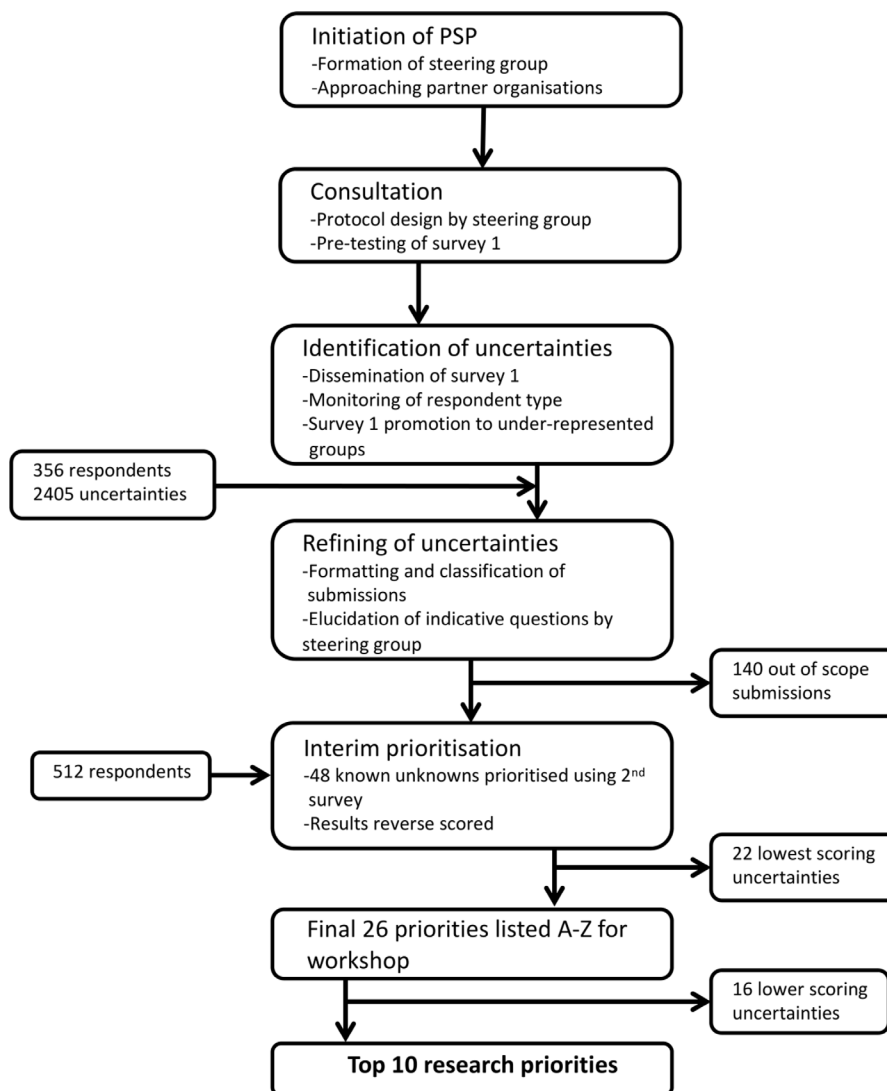 Initiation of PSP
-Formation of steering group
-Approaching partner organisations
Consultation
-Protocol design by steering group
-Pre-testing of survey 1
Identification of uncertainties
-Dissemination of survey 1
-Monitoring of respondent type
-Survey 1 promotion to under-represented
groups
356 respondents
2405 uncertainties
Refining of uncertainties
-Formatting and classification of
submissions
-Elucidation of indicative questions by
steering group
140 out of scope
submissions
Interim prioritisation
-48 known unknowns prioritised using 2nd
survey
-Results reverse scored
512 respondents
22 lowest scoring
uncertainties
Final 26 priorities listed A-Z for
workshop
16 lower scoring
uncertainties
Top 10 research priorities